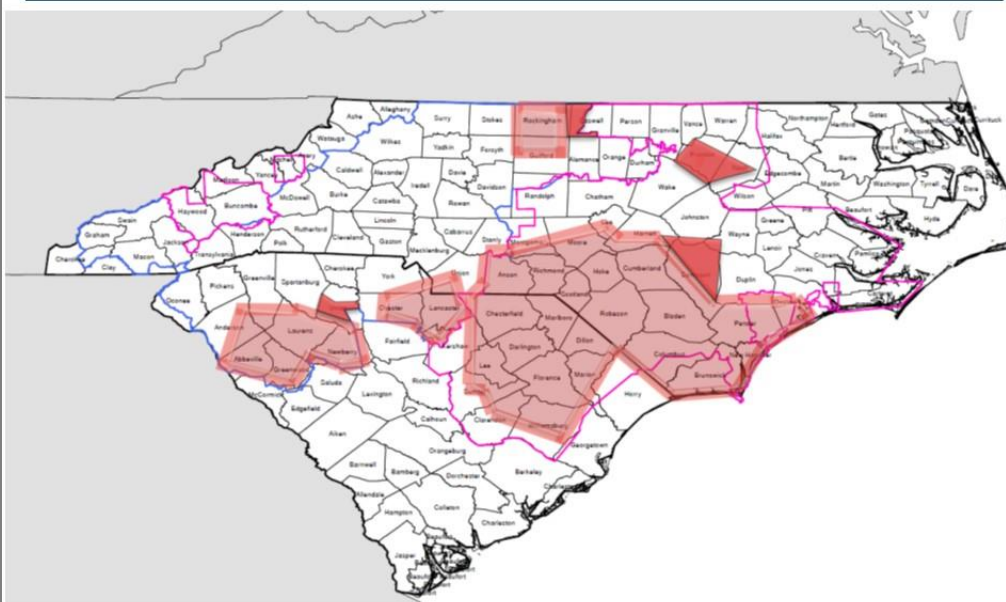 Ashe
Alleghany
Surry
Stokes
Rockingham
Caswell
Person
Granville
Vance
Warren
Northampton
Gates
Hertford
Halifax
Watauga
Wilkes
Yadkin
Forsyth
Guilford
Alamance
Orange
Durham
Bertie
Edgecombe
Caldwell
Alexander
Davie
Iredell
Davidson
Randolph
Chatham
Wake
Wilson
Martin
Washington
Tyrrell
Dare
Madison
Yancey
Burke
McDowell
Catawba
Rowan
Johnston
Greene
Pitt
Beaufort
Hyde
Haywood
Buncombe
Swain
Lincoln
Rutherford
Cleveland
Gaston
Cabarrus
Stanly
Moore
Lee
Harnett
Wayne
Lenoir
Craven
Graham
Jackson
Henderson
Polk
Mecklenburg
Cherokee
Macon
Clay
Transylvania
Union
Anson
Richmond
Hoke
Cumberland
Duplin
Jones
Pamlico
Greenville
Spartanburg
Cherokee
York
Pickens
Oconee
Scotland
Chester
Lancaster
Chesterfield
Marlboro
Robeson
Bladen
Pender
Anderson
Laurens
Fairfield
Kershaw
Darlington
Dillon
Columbus
New Hanover
Abbeville
Newberry
Greenwood
Lee
Florence
Marion
Brunswick
McCormick
Saluda
Richland
Horry
Edgefield
Lexington
Calhoun
Clarendon
Williamsburg
Georgetown
Aiken
Orangeburg
Barnwell
Bamberg
Dorchester
Berkeley
Allendale
Hampton
Colleton
Charleston
Charleston
Jasper
Beaufort